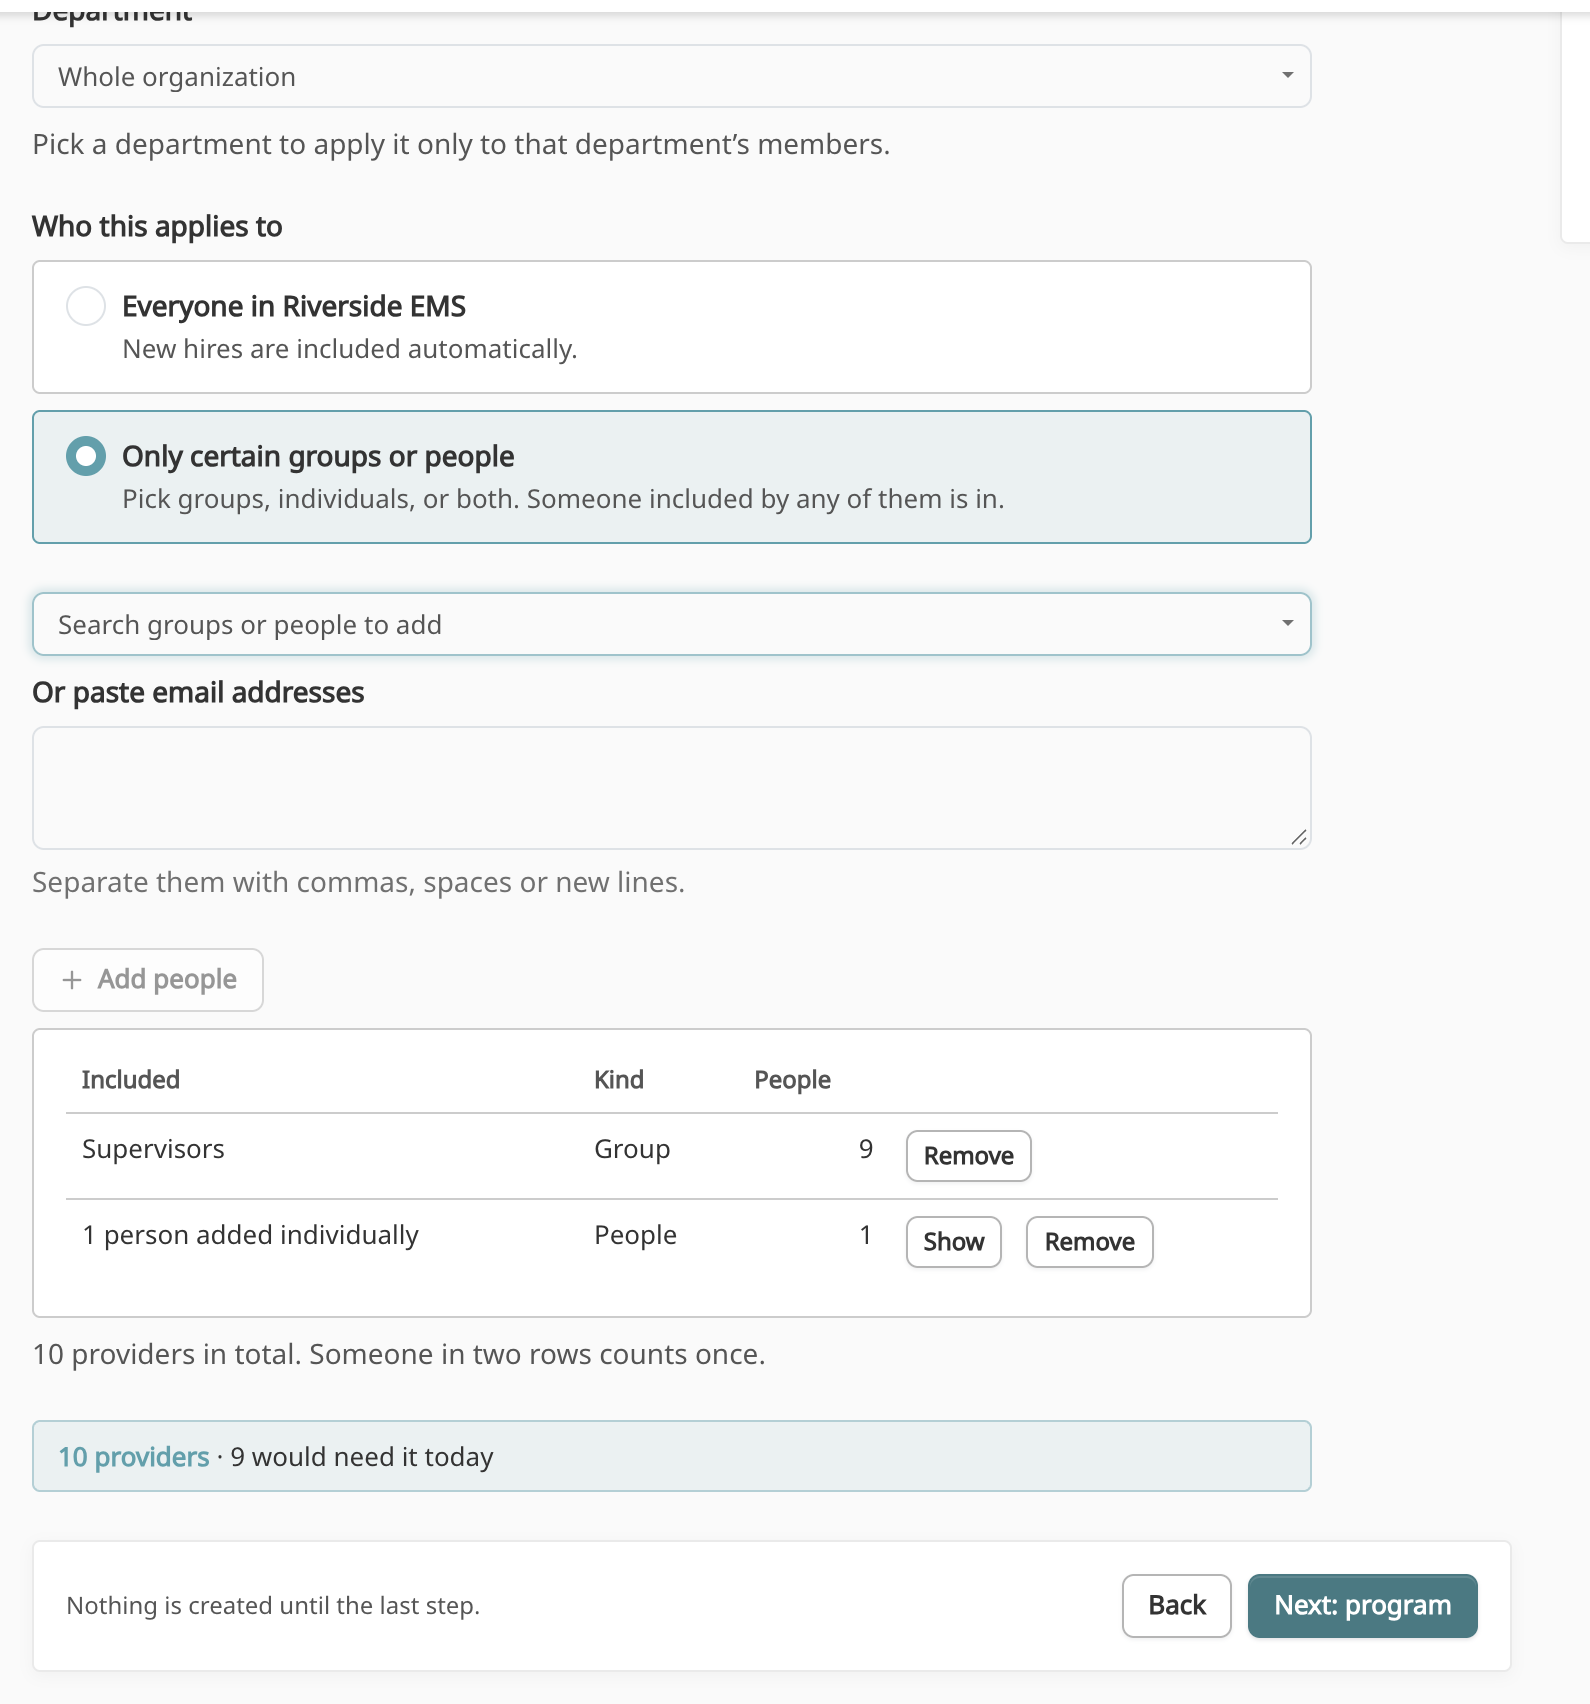 Department
Whole organization
Pick a department to apply it only to that department’s members.
Who this applies to
Everyone in Riverside EMS
New hires are included automatically.
Only certain groups or people
Pick groups, individuals, or both. Someone included by any of them is in.
Search groups or people to add
Or paste email addresses
Separate them with commas, spaces or new lines.
+ Add people
Included Kind People
Supervisors Group 9 Remove
1 person added individually People 1 Show Remove
10 providers in total. Someone in two rows counts once.
10 providers · 9 would need it today
Nothing is created until the last step. Back Next: program